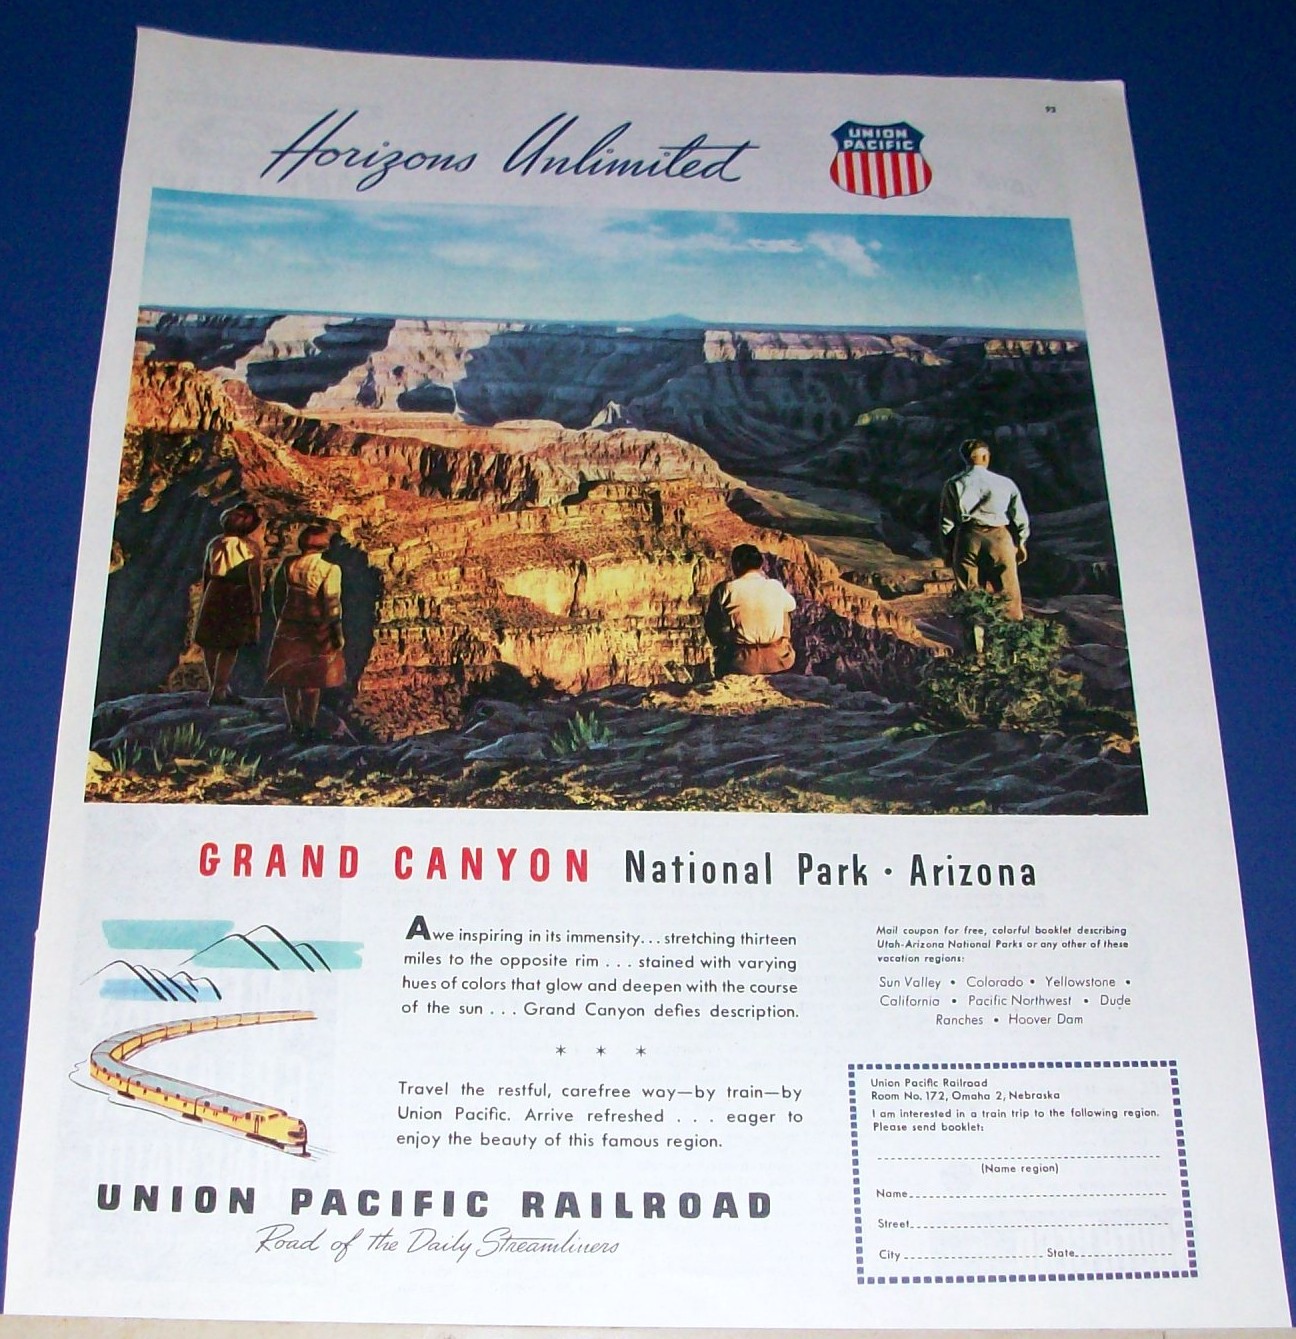 93
Horizons Unlimited
UNION
PACIFIC
GRAND CANYON National Park • Arizona
Awe inspiring in its immensity... stretching thirteen
miles to the opposite rim . . . stained with varying
hues of colors that glow and deepen with the course
of the sun . . . Grand Canyon defies description.
* * *
Travel the restful, carefree way—by train—by
Union Pacific. Arrive refreshed . . . eager to
enjoy the beauty of this famous region.
UNION PACIFIC RAILROAD
Road of the Daily Streamliners
Mail coupon for free, colorful booklet describing
Utah-Arizona National Parks or any other of these
vacation regions:
Sun Valley • Colorado • Yellowstone •
California • Pacific Northwest • Dude
Ranches • Hoover Dam
Union Pacific Railroad
Room No. 172, Omaha 2, Nebraska
I am interested in a train trip to the following region.
Please send booklet:
(Name region)
Name
Street
City State